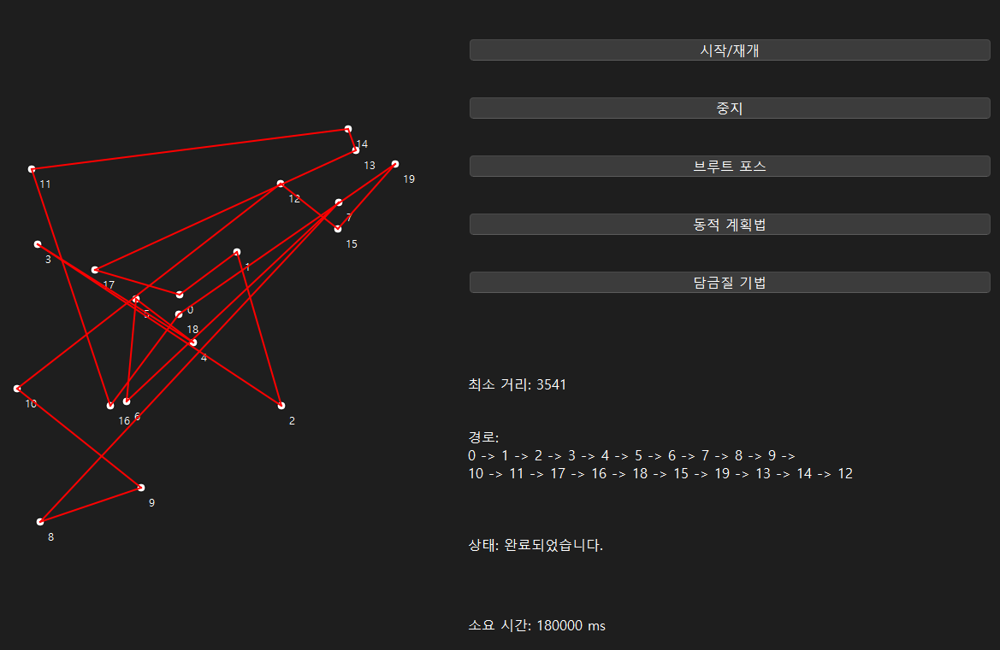 시작/재개
중지
브루트 포스
동적 계획법
담금질 기법
14
13
19
11
12
7
15
3
1
17
0
5
18
4
10
16
6
2
9
8
최소 거리: 3541
경로:
0 -> 1 -> 2 -> 3 -> 4 -> 5 -> 6 -> 7 -> 8 -> 9 ->
10 -> 11 -> 17 -> 16 -> 18 -> 15 -> 19 -> 13 -> 14 -> 12
상태: 완료되었습니다.
소요 시간: 180000 ms